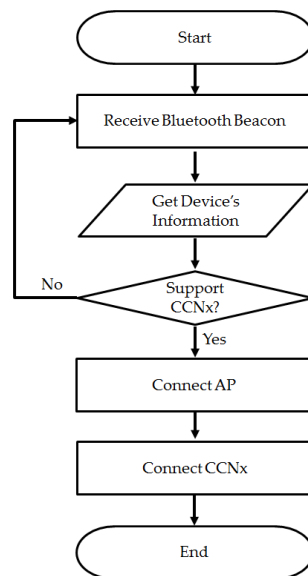 Start
Receive Bluetooth Beacon
Get Device's
Information
Support
CCNx?
No
Yes
Connect AP
Connect CCNx
End